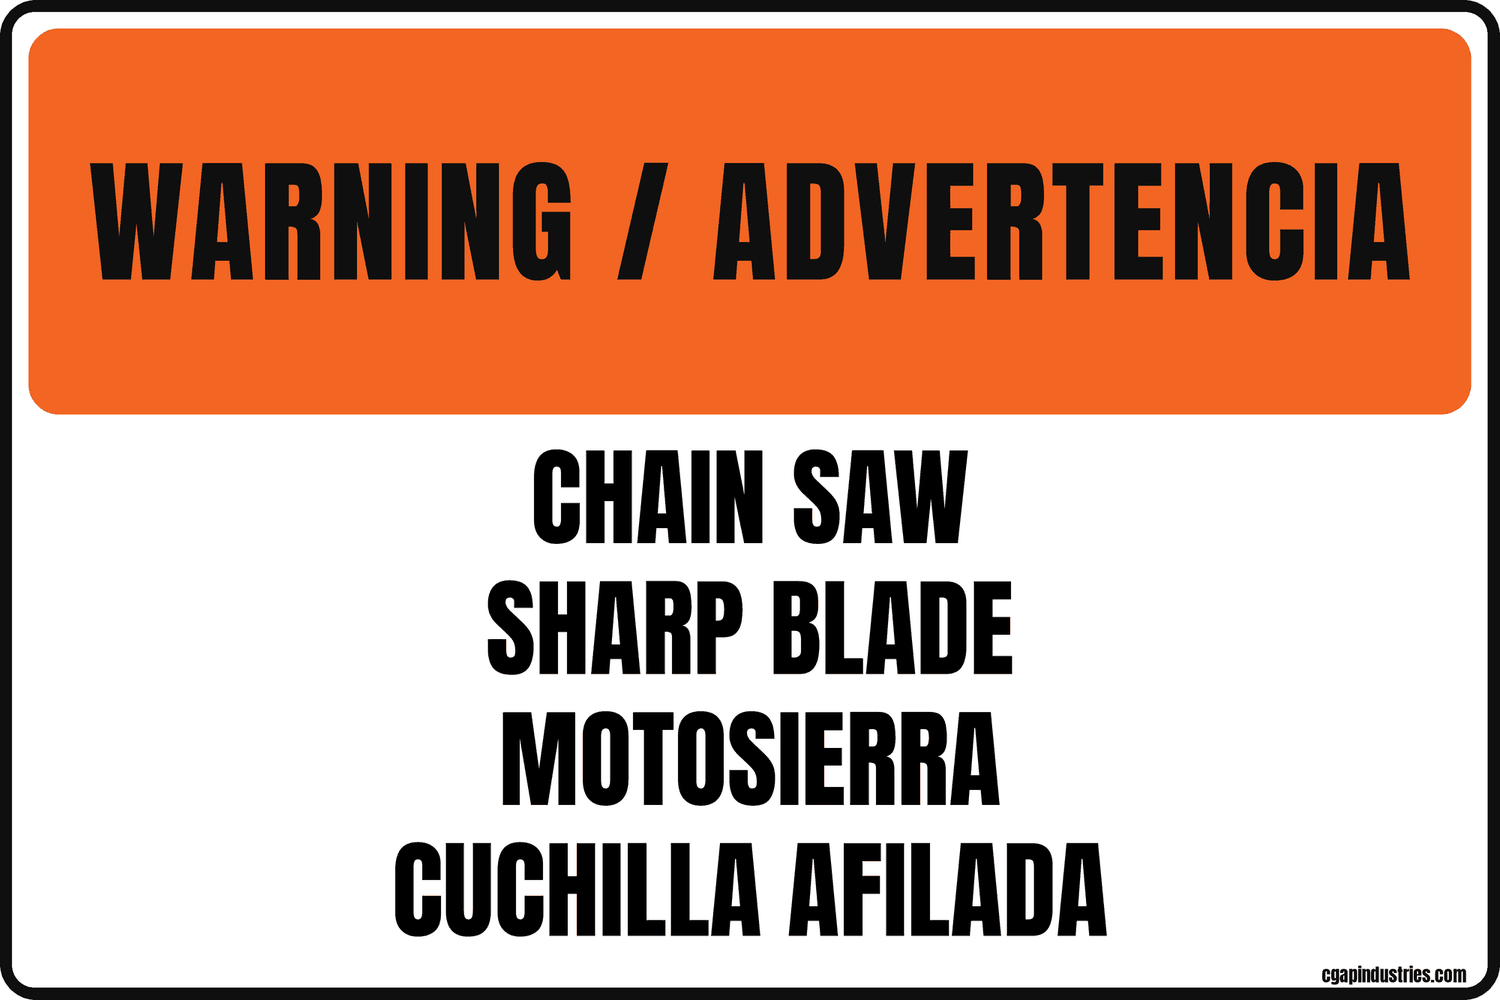 WARNING / ADVERTENCIA
CHAIN SAW
SHARP BLADE
MOTOSIERRA
CUCHILLA AFILADA
cgapindustries.com